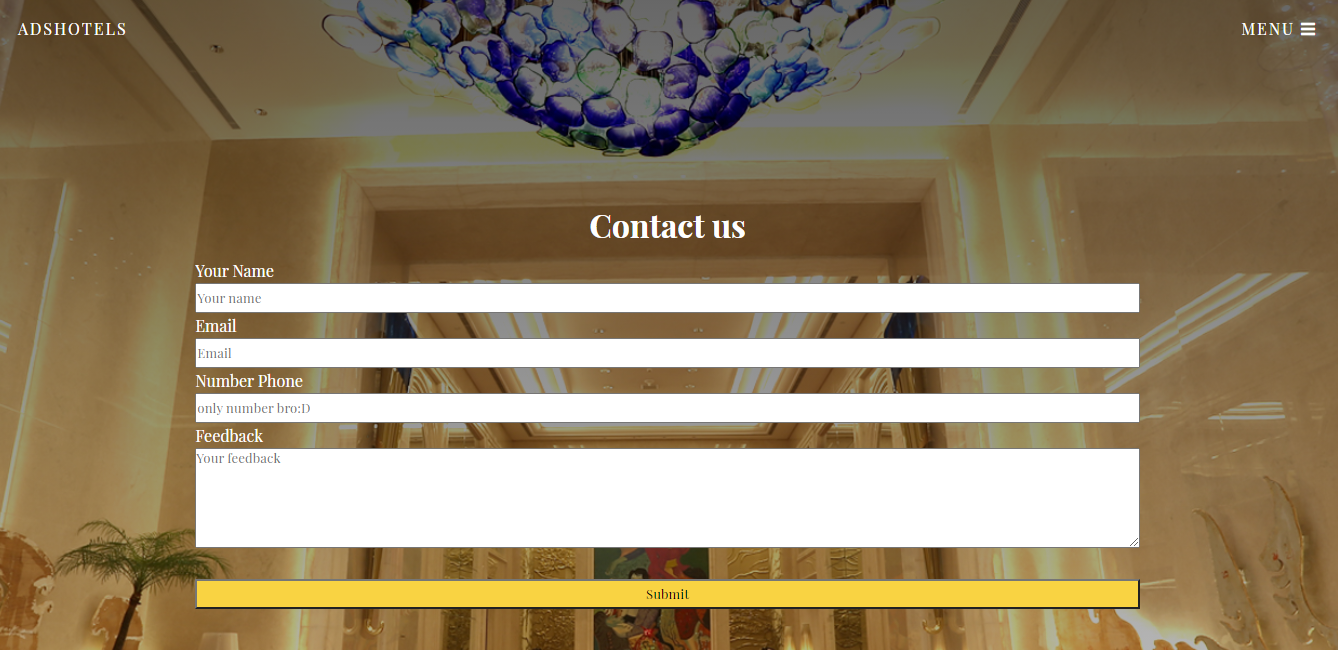 ADSHOTELS
MENU
Contact us
Your Name
Your name
Email
Email
Number Phone
only number bro:D
Feedback
Your feedback
Submit